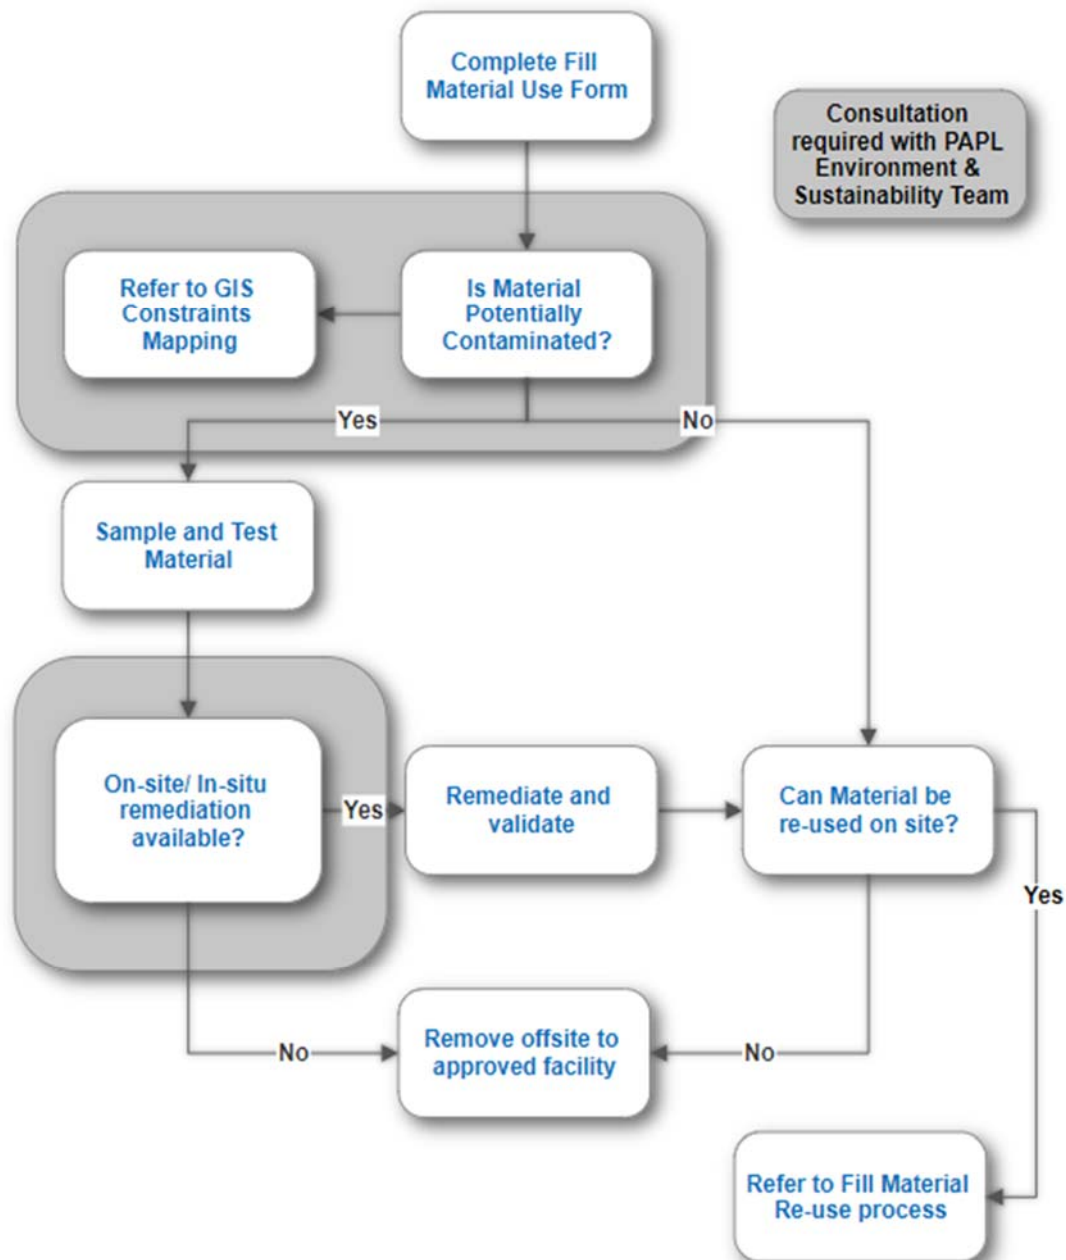 Complete Fill
Material Use Form
Consultation
required with PAPL
Environment &
Sustainability Team
Refer to GIS
Constraints
Mapping
Is Material
Potentially
Contaminated?
Yes
No
Sample and Test
Material
On-site/ In-situ
remediation
available?
Yes
Remediate and
validate
Can Material be
re-used on site?
Yes
No
Remove offsite to
approved facility
No
Refer to Fill Material
Re-use process